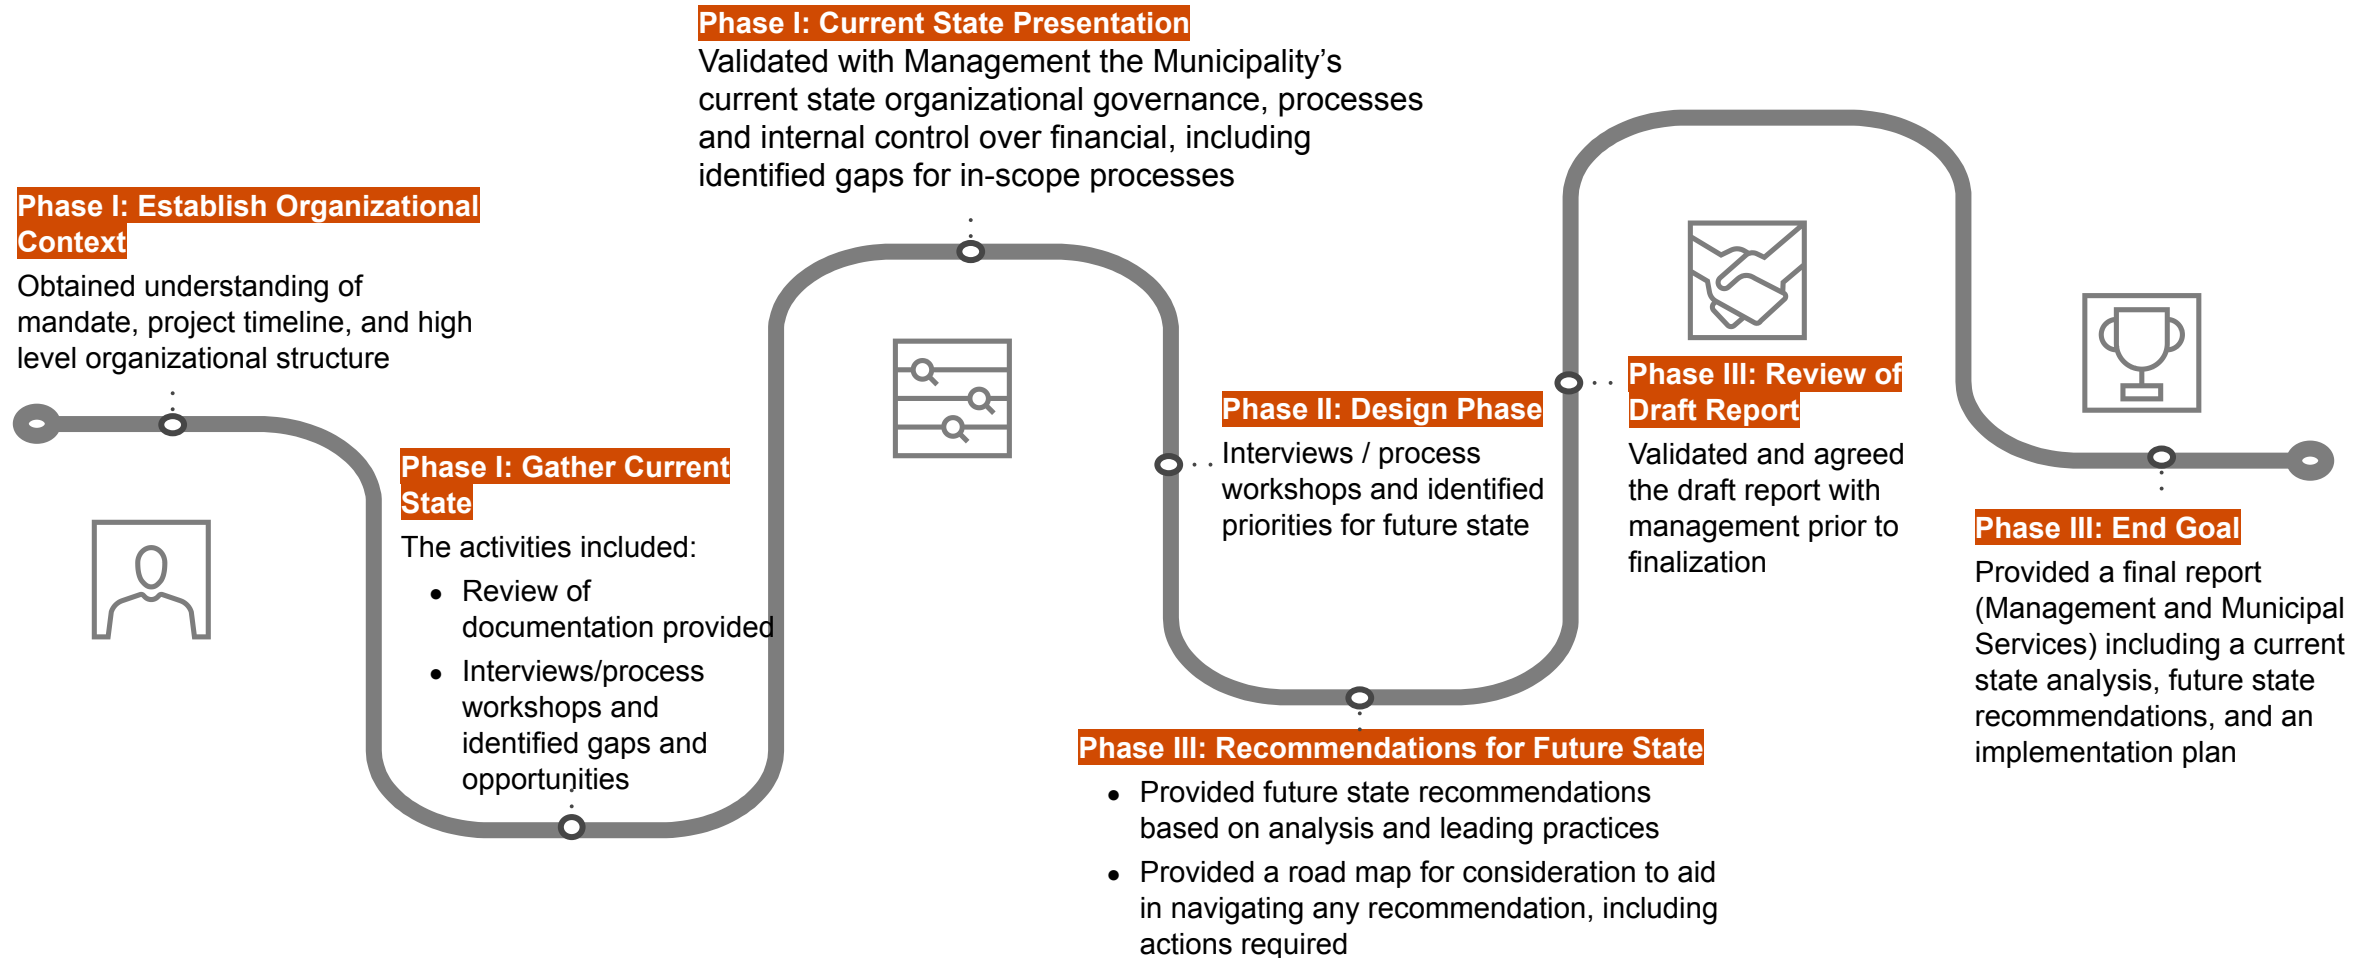 Phase I: Establish Organizational
Context
Obtained understanding of
mandate, project timeline, and high
level organizational structure
Phase I: Gather Current
State
The activities included:
● Review of
documentation provided
● Interviews/process
workshops and
identified gaps and
opportunities
Phase I: Current State Presentation
Validated with Management the Municipality’s
current state organizational governance, processes
and internal control over financial, including
identified gaps for in-scope processes
Phase II: Design Phase
Interviews / process
workshops and identified
priorities for future state
Phase III: Recommendations for Future State
● Provided future state recommendations
based on analysis and leading practices
● Provided a road map for consideration to aid
in navigating any recommendation, including
actions required
Phase III: Review of
Draft Report
Validated and agreed
the draft report with
management prior to
finalization
Phase III: End Goal
Provided a final report
(Management and Municipal
Services) including a current
state analysis, future state
recommendations, and an
implementation plan